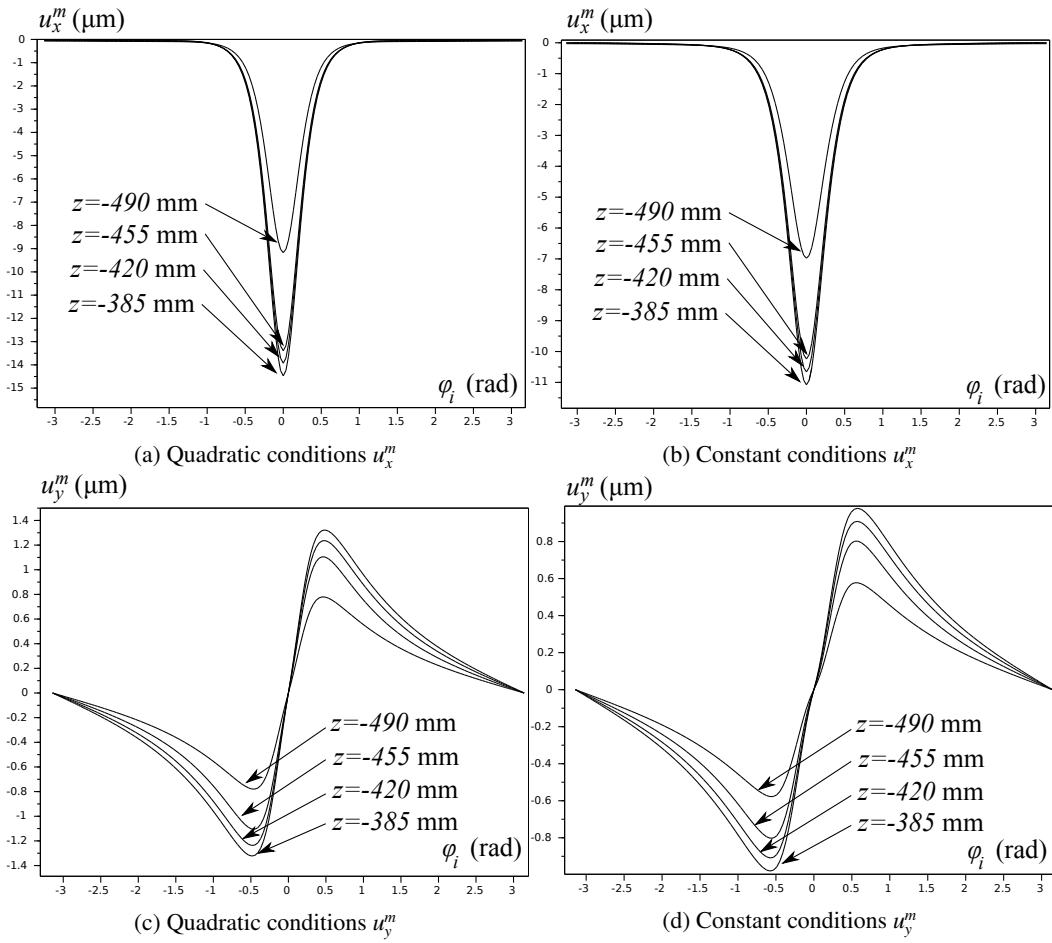 u_x^m (μm)
0
-1
-2
-3
-4
-5
-6
-7
-8
-9
-10
-11
-12
-13
-14
-15
z=-490 mm
z=-455 mm
z=-420 mm
z=-385 mm
φ_i (rad)
-3 -2.5 -2 -1.5 -1 -0.5 0 0.5 1 1.5 2 2.5 3
(a) Quadratic conditions u_x^m
u_x^m (μm)
0
-1
-2
-3
-4
-5
-6
-7
-8
-9
-10
-11
z=-490 mm
z=-455 mm
z=-420 mm
z=-385 mm
φ_i (rad)
-3 -2.5 -2 -1.5 -1 -0.5 0 0.5 1 1.5 2 2.5 3
(b) Constant conditions u_x^m
u_y^m (μm)
1.4
1.2
1
0.8
0.6
0.4
0.2
0
-0.2
-0.4
-0.6
-0.8
-1
-1.2
-1.4
z=-490 mm
z=-455 mm
z=-420 mm
z=-385 mm
φ_i (rad)
-3 -2.5 -2 -1.5 -1 -0.5 0 0.5 1 1.5 2 2.5 3
(c) Quadratic conditions u_y^m
u_y^m (μm)
0.8
0.6
0.4
0.2
0
-0.2
-0.4
-0.6
-0.8
z=-490 mm
z=-455 mm
z=-420 mm
z=-385 mm
φ_i (rad)
-3 -2.5 -2 -1.5 -1 -0.5 0 0.5 1 1.5 2 2.5 3
(d) Constant conditions u_y^m